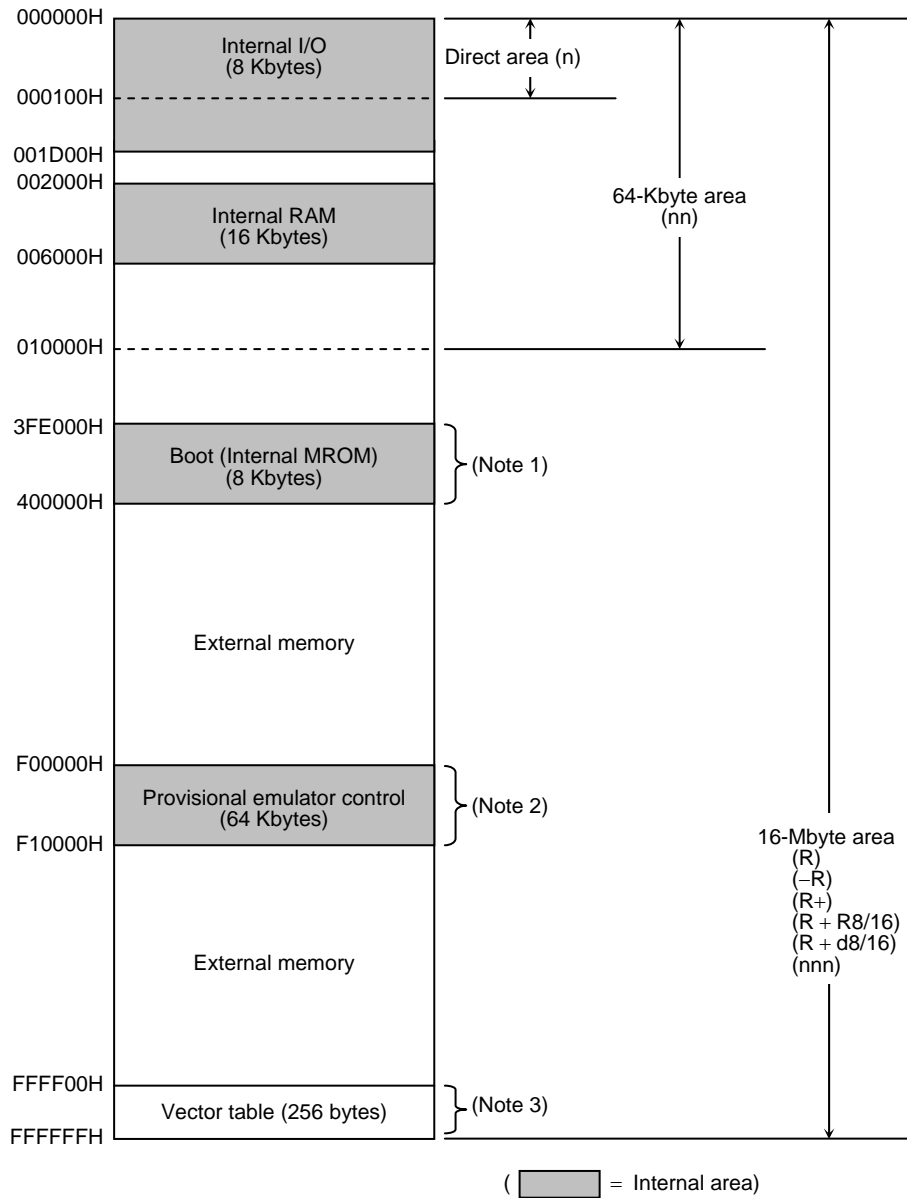 000000H
Internal I/O
(8 Kbytes)
Direct area (n)
000100H
001D00H
002000H
64-Kbyte area
(nn)
Internal RAM
(16 Kbytes)
006000H
010000H
3FE000H
Boot (Internal MROM)
(8 Kbytes)
(Note 1)
400000H
External memory
F00000H
Provisional emulator control
(64 Kbytes)
(Note 2)
F10000H
16-Mbyte area
(R)
(−R)
(R+)
(R + R8/16)
(R + d8/16)
(nnn)
External memory
FFFF00H
Vector table (256 bytes)
(Note 3)
FFFFFFH
( = Internal area)